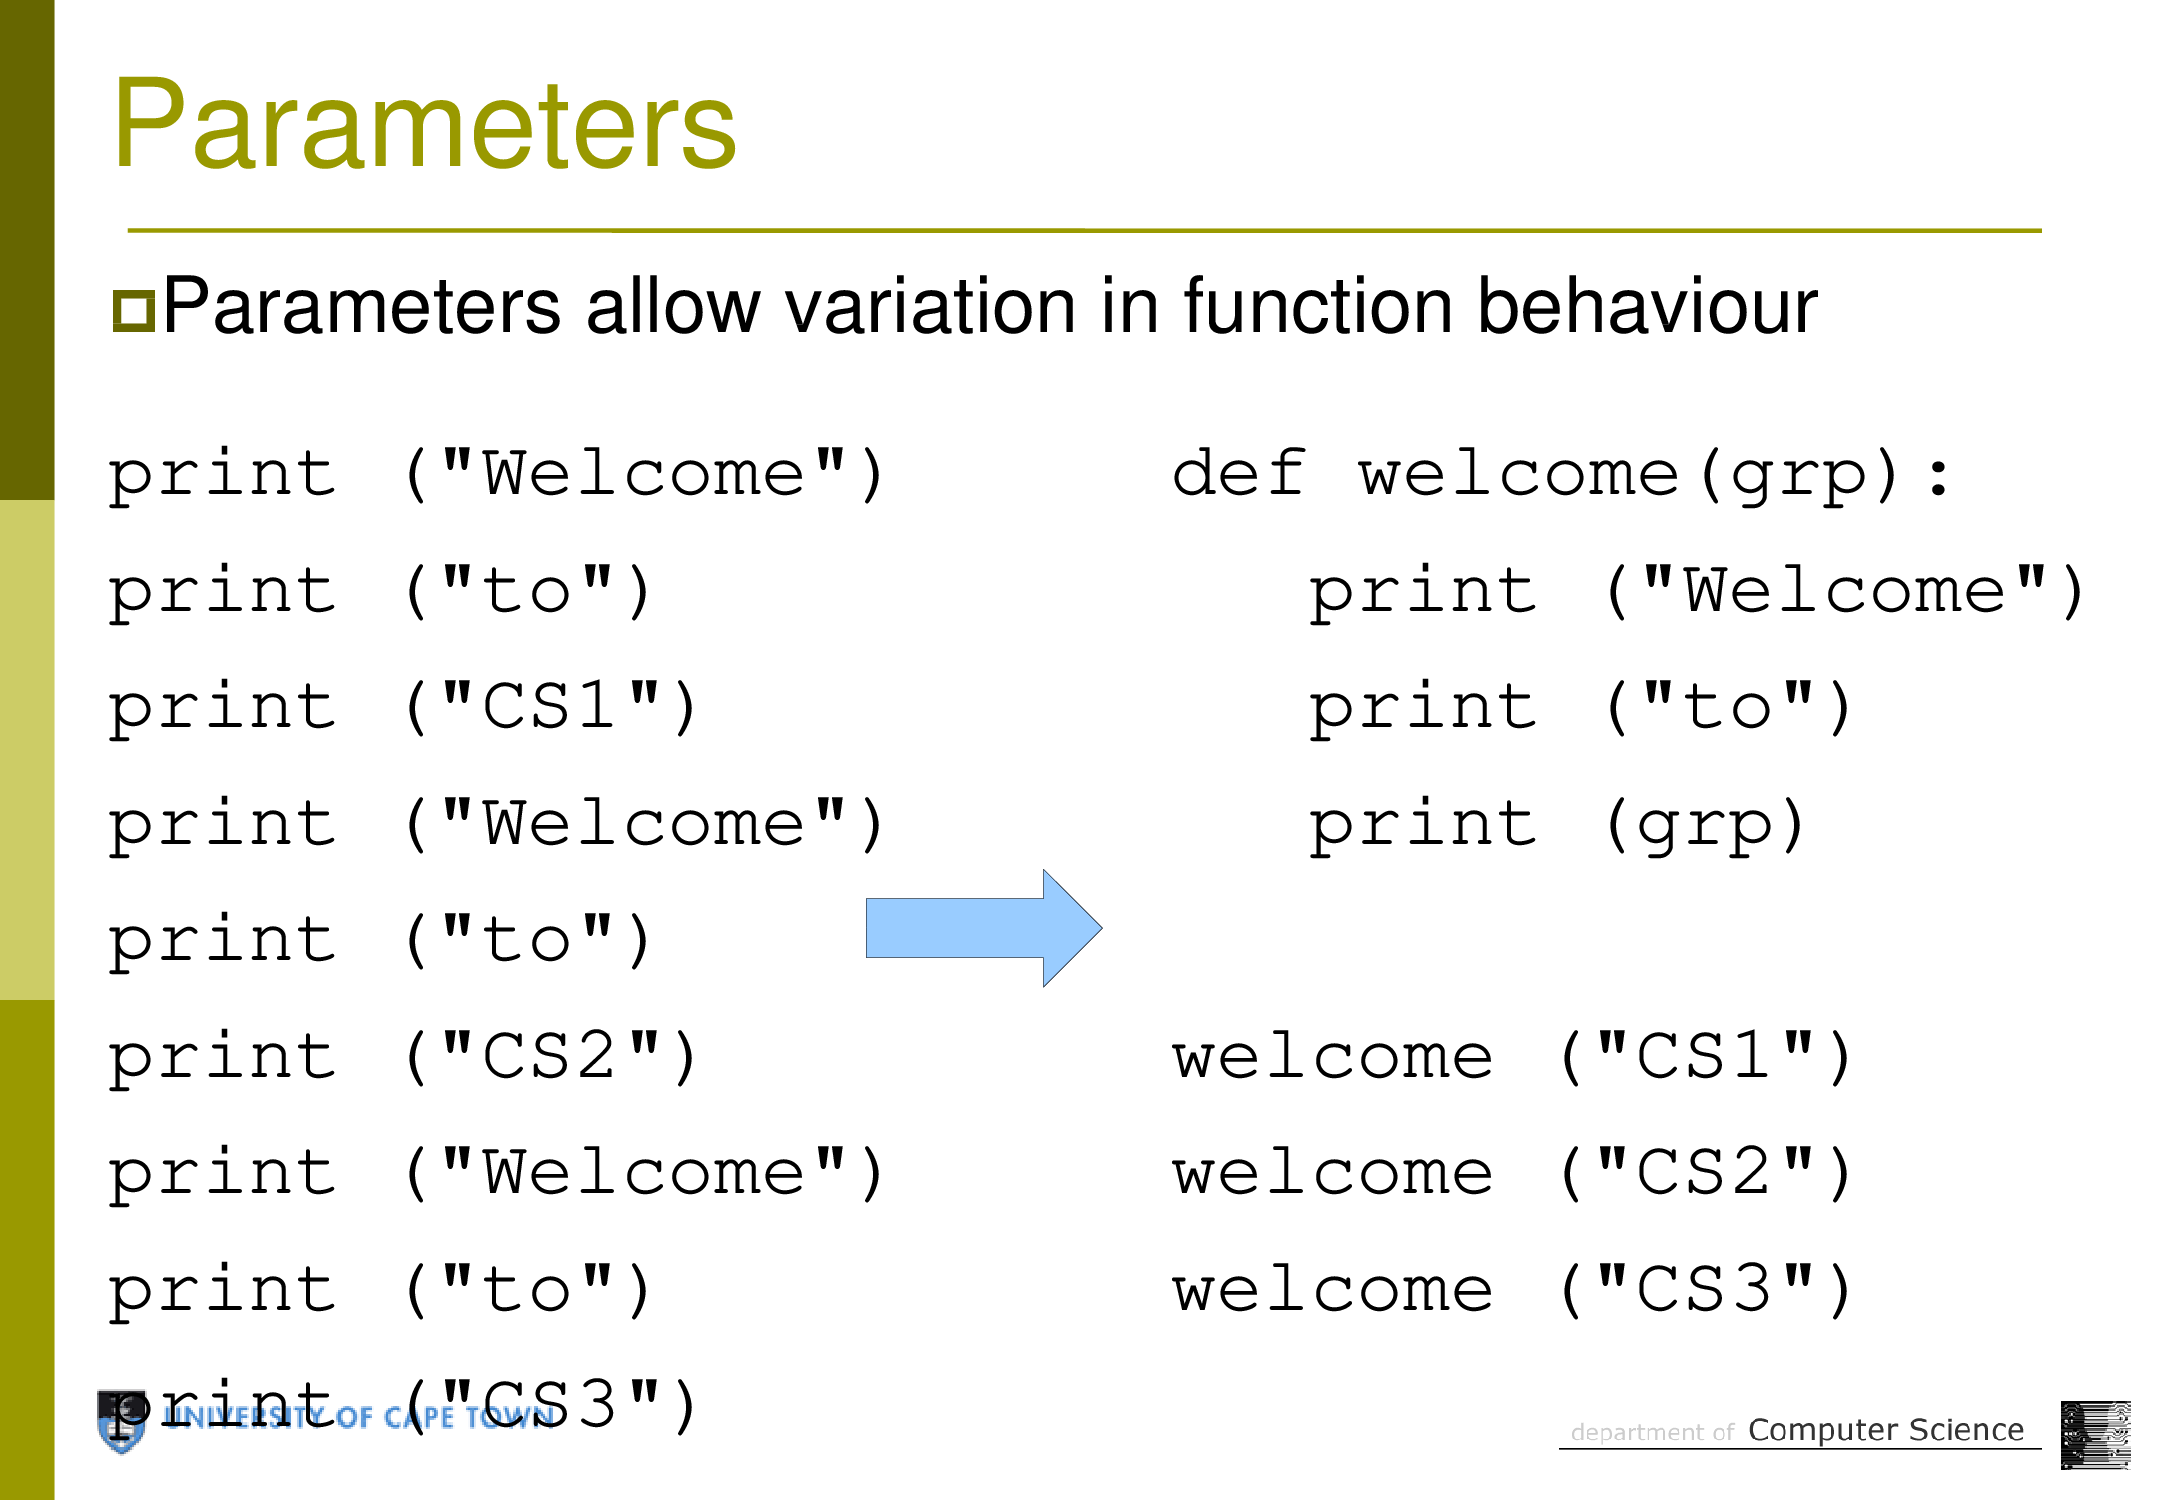 Parameters
Parameters allow variation in function behaviour
print ("Welcome")
print ("to")
print ("CS1")
print ("Welcome")
print ("to")
print ("CS2")
print ("Welcome")
print ("to")
print ("CS3")
def welcome(grp):
   print ("Welcome")
   print ("to")
   print (grp)
welcome ("CS1")
welcome ("CS2")
welcome ("CS3")
UNIVERSITY OF CAPE TOWN
department of Computer Science